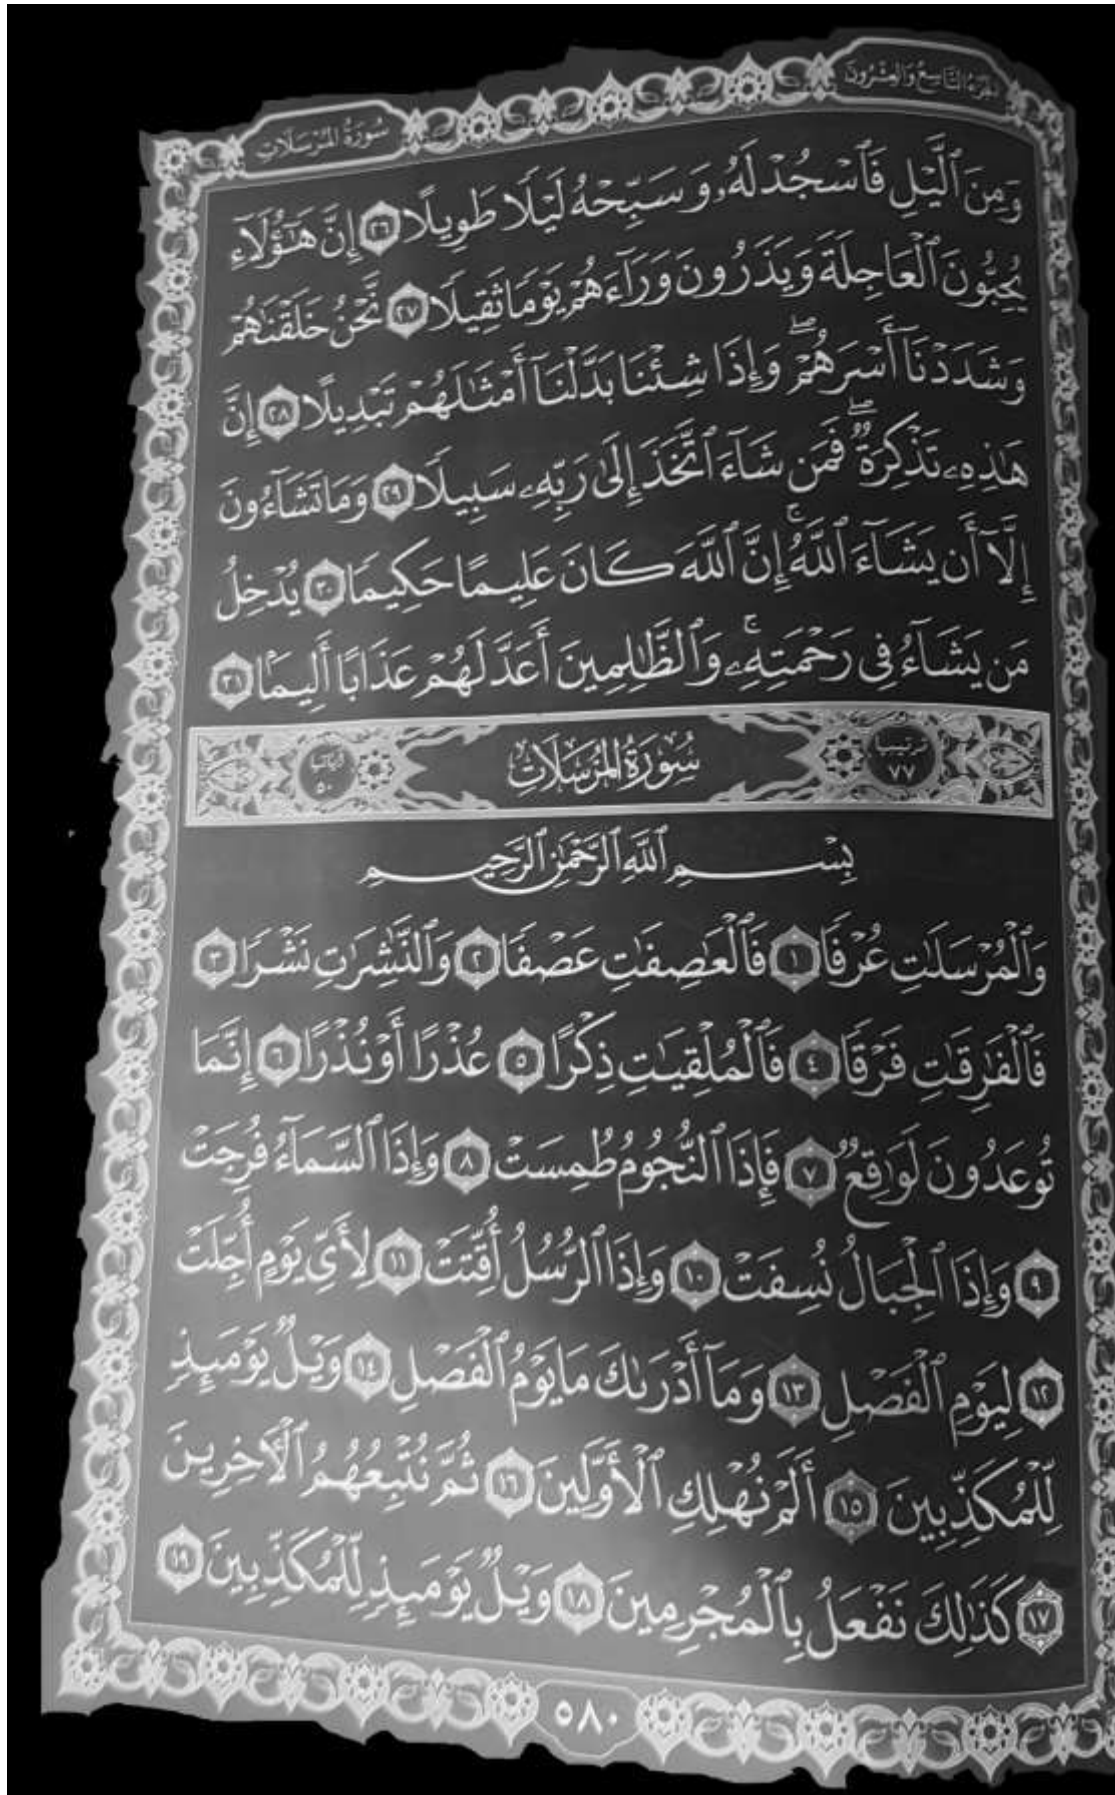 الجزء التاسع والعشرون
سورة المرسلات
وَمِنَ ٱلَّيۡلِ فَٱسۡجُدۡ لَهُۥ وَسَبِّحۡهُ لَيۡلٗا طَوِيلًا ٢٦ إِنَّ هَـٰٓؤُلَآءِ
يُحِبُّونَ ٱلۡعَاجِلَةَ وَيَذَرُونَ وَرَآءَهُمۡ يَوۡمٗا ثَقِيلٗا ٢٧ نَّحۡنُ خَلَقۡنَٰهُمۡ
وَشَدَدۡنَآ أَسۡرَهُمۡۖ وَإِذَا شِئۡنَا بَدَّلۡنَآ أَمۡثَٰلَهُمۡ تَبۡدِيلًا ٢٨ إِنَّ
هَٰذِهِۦ تَذۡكِرَةٞۖ فَمَن شَآءَ ٱتَّخَذَ إِلَىٰ رَبِّهِۦ سَبِيلٗا ٢٩ وَمَا تَشَآءُونَ
إِلَّآ أَن يَشَآءَ ٱللَّهُۚ إِنَّ ٱللَّهَ كَانَ عَلِيمًا حَكِيمٗا ٣٠ يُدۡخِلُ
مَن يَشَآءُ فِي رَحۡمَتِهِۦۚ وَٱلظَّٰلِمِينَ أَعَدَّ لَهُمۡ عَذَابًا أَلِيمَۢا ٣١
ترتيبها ٧٧ سُورَةُ المُرۡسَلَاتِ آياتها ٥٠
بِسۡمِ ٱللَّهِ ٱلرَّحۡمَٰنِ ٱلرَّحِيمِ
وَٱلۡمُرۡسَلَٰتِ عُرۡفٗا ١ فَٱلۡعَٰصِفَٰتِ عَصۡفٗا ٢ وَٱلنَّٰشِرَٰتِ نَشۡرٗا ٣
فَٱلۡفَٰرِقَٰتِ فَرۡقٗا ٤ فَٱلۡمُلۡقِيَٰتِ ذِكۡرًا ٥ عُذۡرًا أَوۡ نُذۡرًا ٦ إِنَّمَا
تُوعَدُونَ لَوَٰقِعٞ ٧ فَإِذَا ٱلنُّجُومُ طُمِسَتۡ ٨ وَإِذَا ٱلسَّمَآءُ فُرِجَتۡ
٩ وَإِذَا ٱلۡجِبَالُ نُسِفَتۡ ١٠ وَإِذَا ٱلرُّسُلُ أُقِّتَتۡ ١١ لِأَيِّ يَوۡمٍ أُجِّلَتۡ
١٢ لِيَوۡمِ ٱلۡفَصۡلِ ١٣ وَمَآ أَدۡرَىٰكَ مَا يَوۡمُ ٱلۡفَصۡلِ ١٤ وَيۡلٞ يَوۡمَئِذٖ
لِّلۡمُكَذِّبِينَ ١٥ أَلَمۡ نُهۡلِكِ ٱلۡأَوَّلِينَ ١٦ ثُمَّ نُتۡبِعُهُمُ ٱلۡأٓخِرِينَ
١٧ كَذَٰلِكَ نَفۡعَلُ بِٱلۡمُجۡرِمِينَ ١٨ وَيۡلٞ يَوۡمَئِذٖ لِّلۡمُكَذِّبِينَ ١٩
٥٨٠